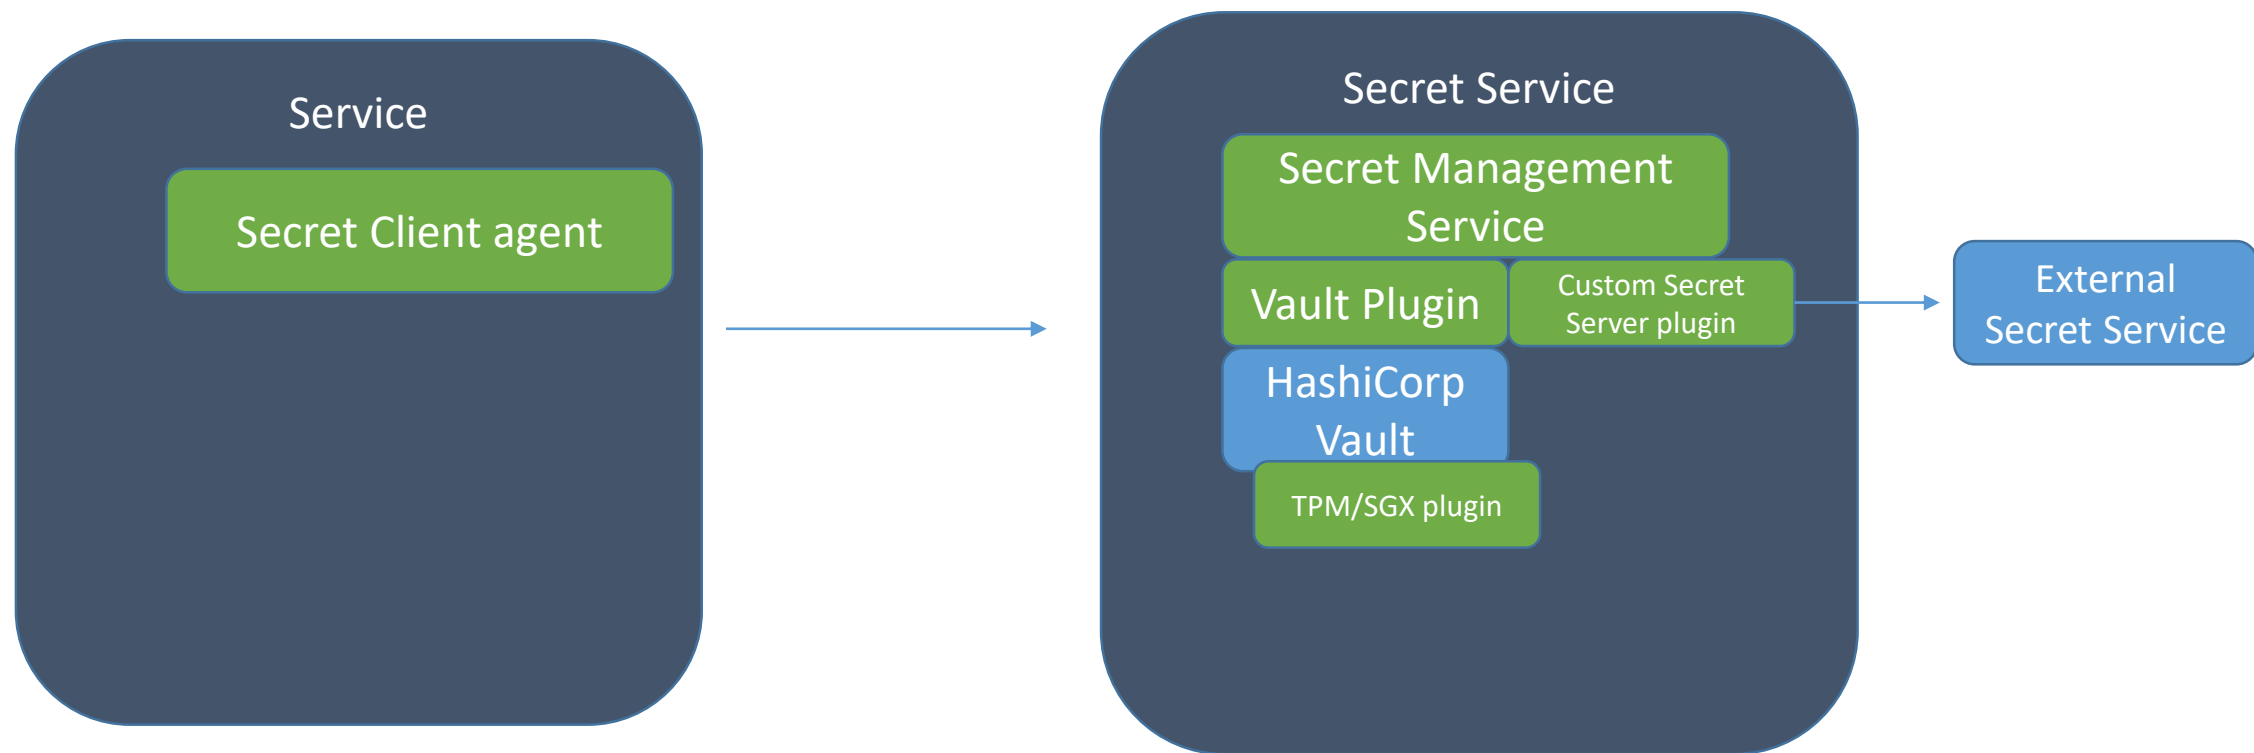 Service
Secret Client agent
Secret Service
Secret Management
Service
Vault Plugin
Custom Secret
Server plugin
HashiCorp
Vault
TPM/SGX plugin
External
Secret Service